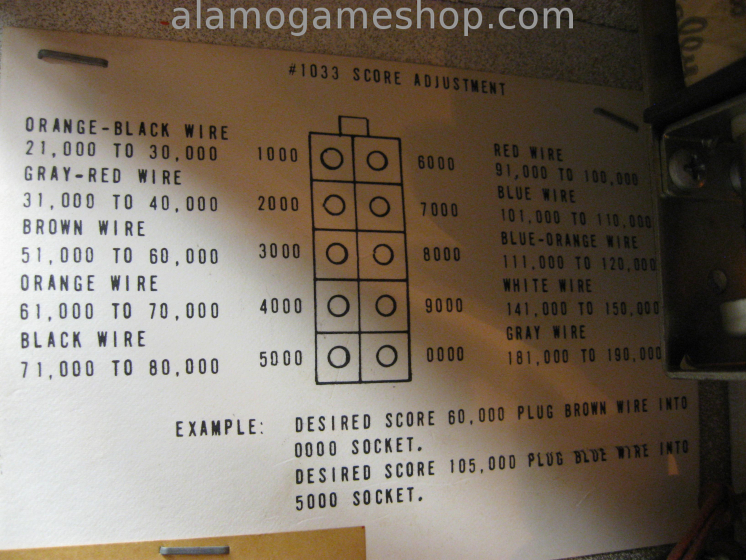 alamogameshop.com
#1033 SCORE ADJUSTMENT
ORANGE-BLACK WIRE
21,000 TO 30,000
GRAY-RED WIRE
31,000 TO 40,000
BROWN WIRE
51,000 TO 60,000
ORANGE WIRE
61,000 TO 70,000
BLACK WIRE
71,000 TO 80,000
1000 6000
2000 7000
3000 8000
4000 9000
5000 0000
RED WIRE
91,000 TO 100,000
BLUE WIRE
101,000 TO 110,000
BLUE-ORANGE WIRE
111,000 TO 120,000
WHITE WIRE
141,000 TO 150,000
GRAY WIRE
181,000 TO 190,000
EXAMPLE: DESIRED SCORE 60,000 PLUG BROWN WIRE INTO
0000 SOCKET.
DESIRED SCORE 105,000 PLUG BLUE WIRE INTO
5000 SOCKET.